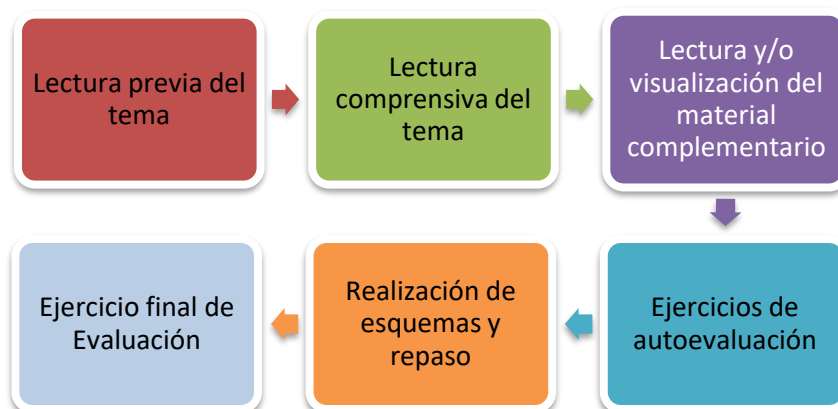 Lectura previa del
tema
Lectura
comprensiva del
tema
Lectura y/o
visualización del
material
complementario
Ejercicios de
autoevaluación
Realización de
esquemas y
repaso
Ejercicio final de
Evaluación